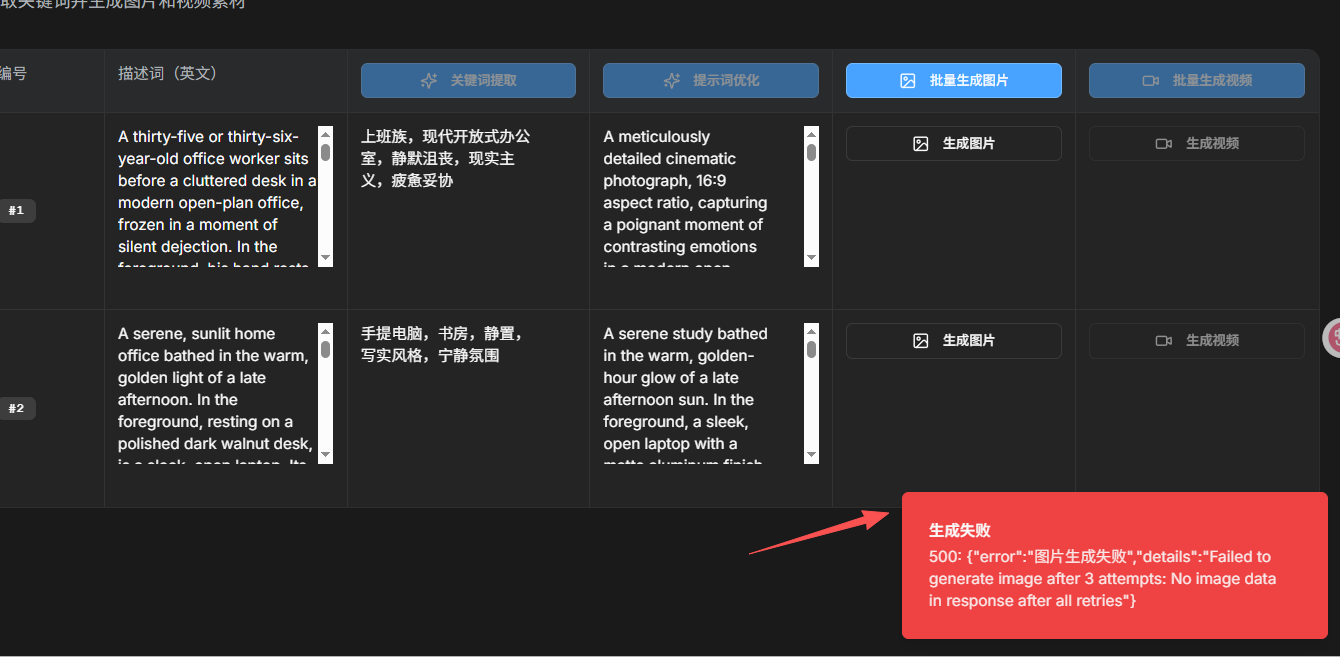 取关键词并生成图片和视频素材
编号
描述词（英文）
关键词提取
提示词优化
批量生成图片
批量生成视频
#1
A thirty-five or thirty-six-
year-old office worker sits
before a cluttered desk in a
modern open-plan office,
frozen in a moment of
silent dejection. In the
foreground, his hand rests
上班族，现代开放式办公
室，静默沮丧，现实主
义，疲惫妥协
A meticulously
detailed cinematic
photograph, 16:9
aspect ratio, capturing
a poignant moment of
contrasting emotions
in a modern open
生成图片
生成视频
#2
A serene, sunlit home
office bathed in the warm,
golden light of a late
afternoon. In the
foreground, resting on a
polished dark walnut desk,
is a sleek, open laptop. Its
手提电脑，书房，静置，
写实风格，宁静氛围
A serene study bathed
in the warm, golden-
hour glow of a late
afternoon sun. In the
foreground, a sleek,
open laptop with a
matte aluminum finish
生成图片
生成视频
生成失败
500: {"error":"图片生成失败","details":"Failed to
generate image after 3 attempts: No image data
in response after all retries"}